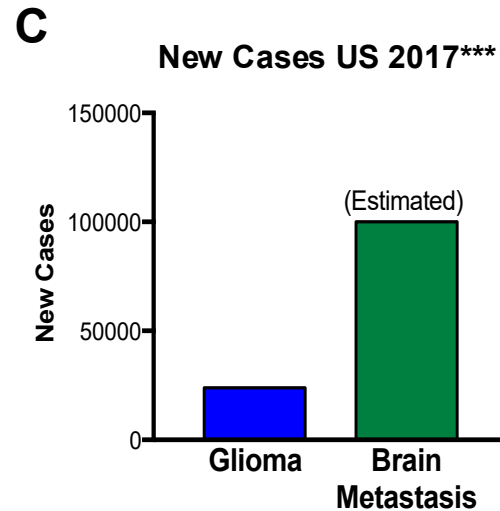 C
New Cases US 2017***
150000
100000
50000
0
New Cases
(Estimated)
Glioma
Brain
Metastasis